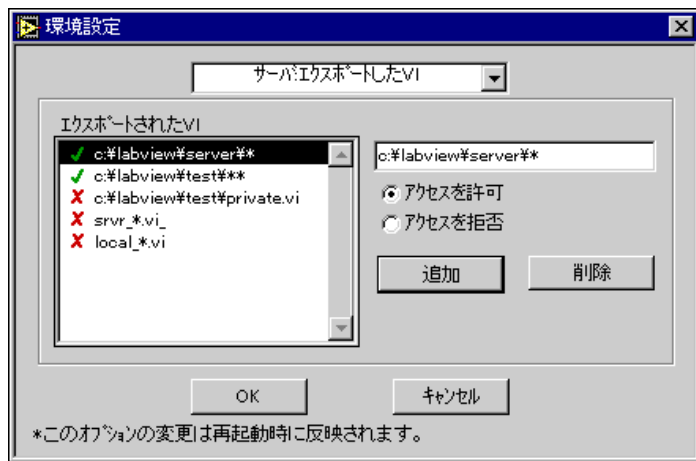 環境設定
サーバ:エクスポートしたVI
エクスポートされたVI
c:¥labview¥server¥*
c:¥labview¥test¥**
c:¥labview¥test¥private.vi
srvr_*.vi_
local_*.vi
c:¥labview¥server¥*
アクセスを許可
アクセスを拒否
追加
削除
OK
キャンセル
*このオプションの変更は再起動時に反映されます。